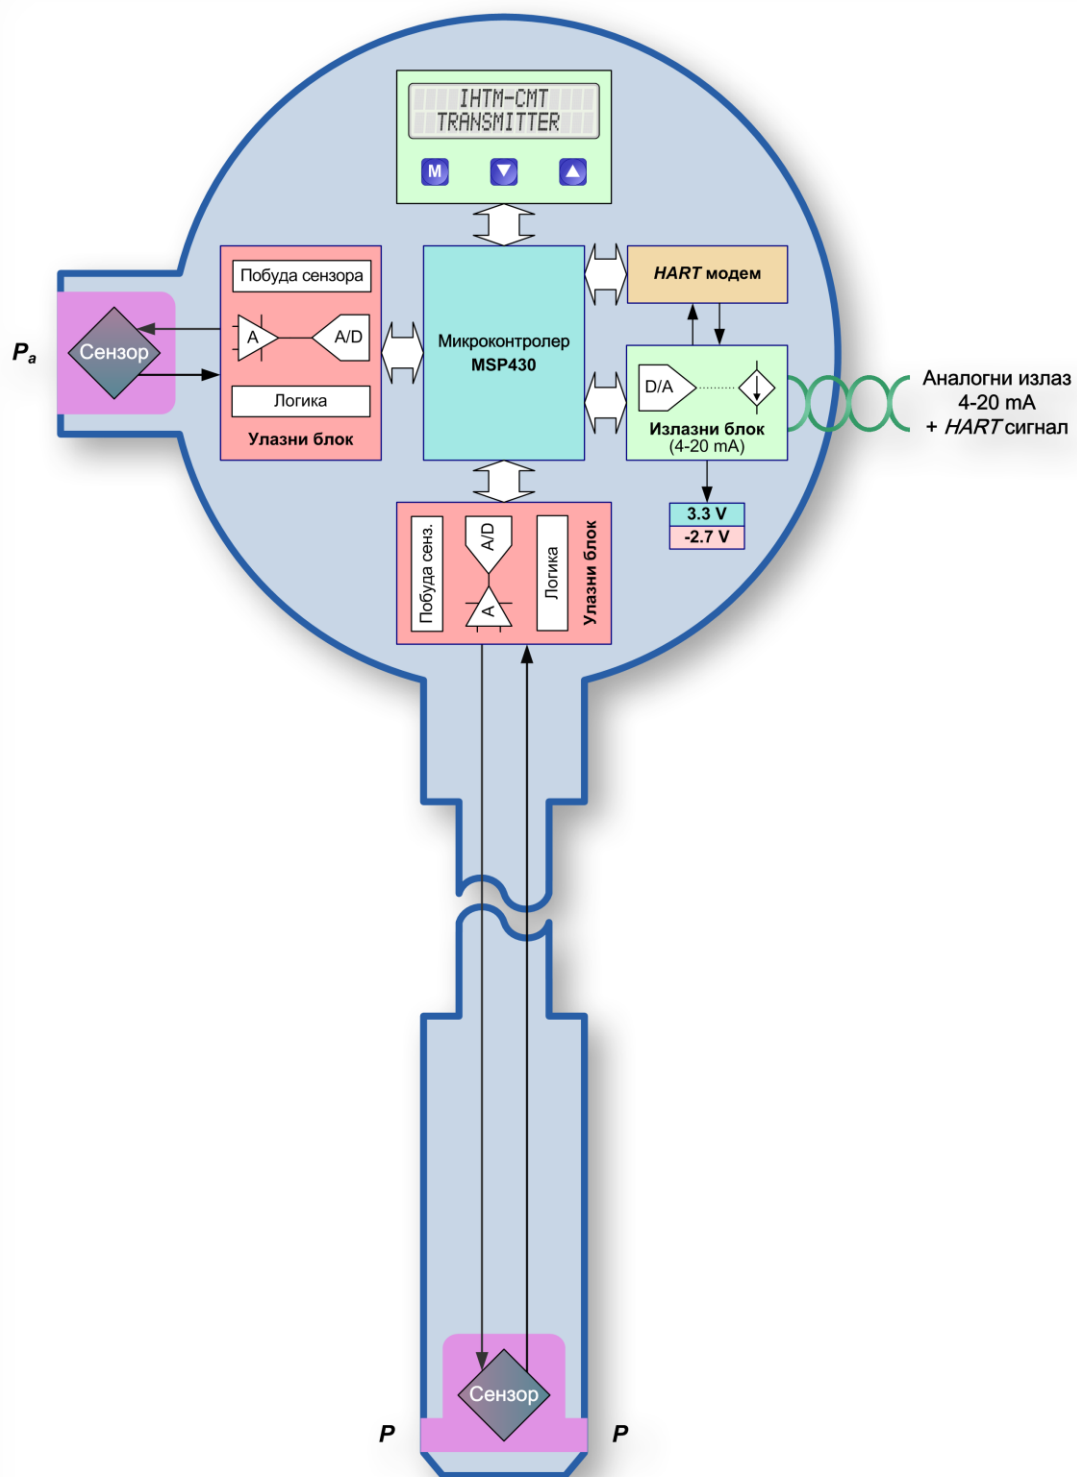 IHTM-CMT
TRANSMITTER
M
Побуда сензора
A
A/D
Логика
Улазни блок
Pa
Сензор
Микроконтролер
MSP430
HART модем
D/A
Излазни блок
(4-20 mA)
Аналогни излаз
4-20 mA
+ HART сигнал
3.3 V
-2.7 V
Побуда сенз.
A/D
A
Логика
Улазни блок
Сензор
P
P